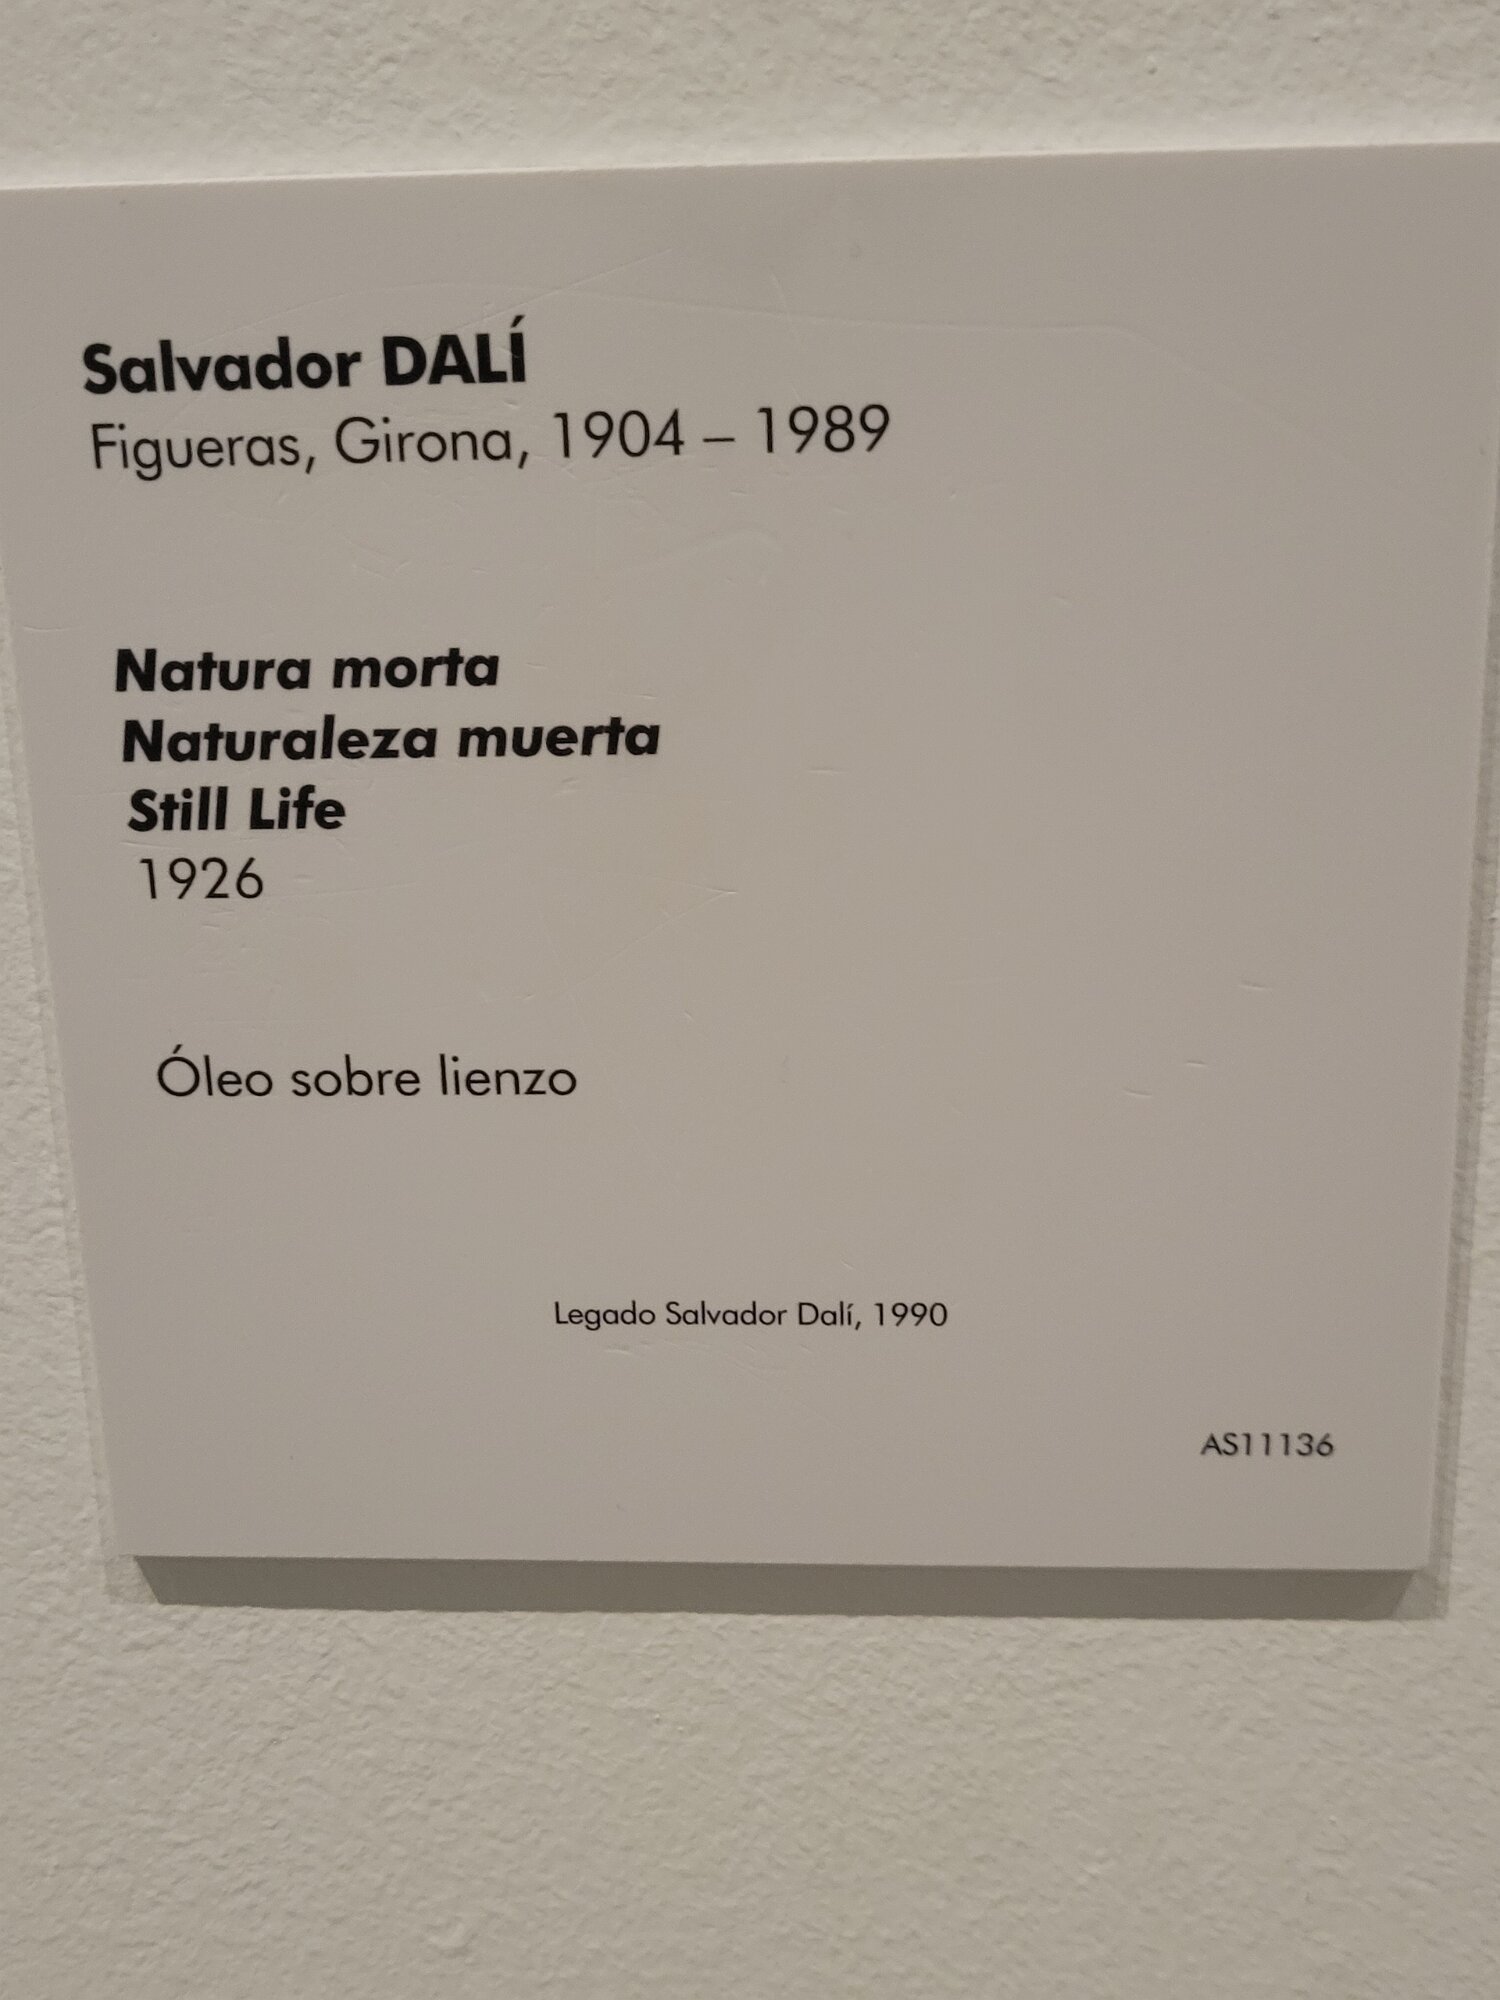 Salvador DALÍ
Figueras, Girona, 1904 – 1989
Natura morta
Naturaleza muerta
Still Life
1926
Óleo sobre lienzo
Legado Salvador Dalí, 1990
AS11136